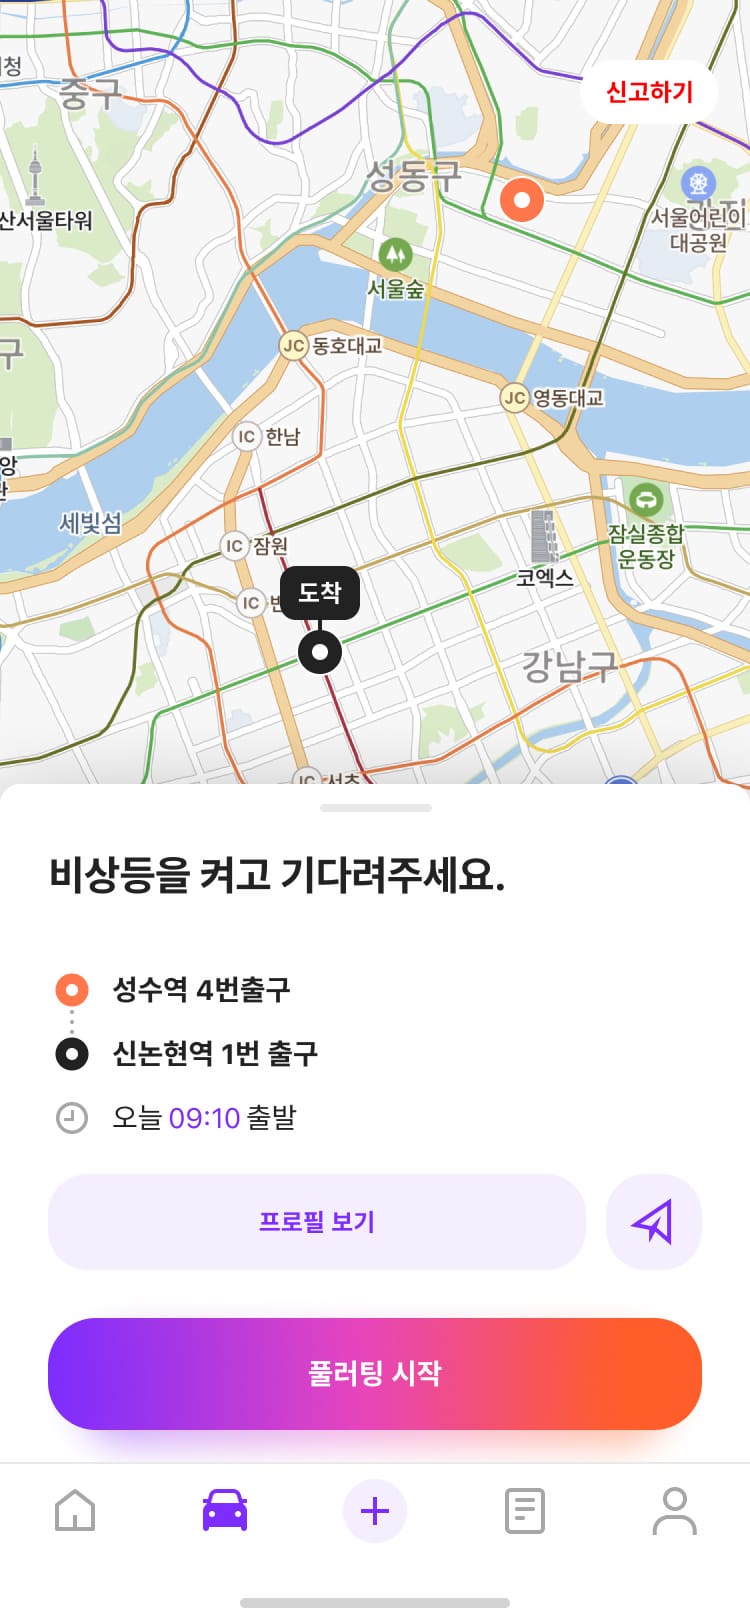 중구
신고하기
성동구
산서울타워
서울어린이
대공원
서울숲
구
JC 동호대교
JC 영동대교
IC 한남
앙
관
세빛섬
잠실종합
운동장
IC 잠원
코엑스
도착
IC
강남구
IC 서초
비상등을 켜고 기다려주세요.
성수역 4번출구
신논현역 1번 출구
오늘 09:10 출발
프로필 보기
풀러팅 시작